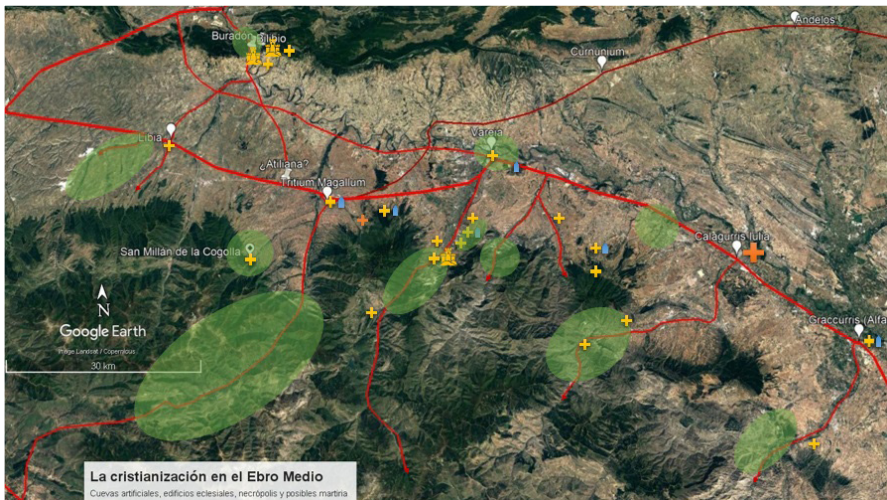 Andelos
Buradón
Bilibio
Curnunium
Libia
Vareia
¿Atiliana?
Tritium Magallum
San Millán de la Cogolla
Calagurris Iulia
N
Google Earth
Image Landsat / Copernicus
30 km
Graccurris (Alfa
La cristianización en el Ebro Medio
Cuevas artificiales, edificios eclesiales, necrópolis y posibles martiria